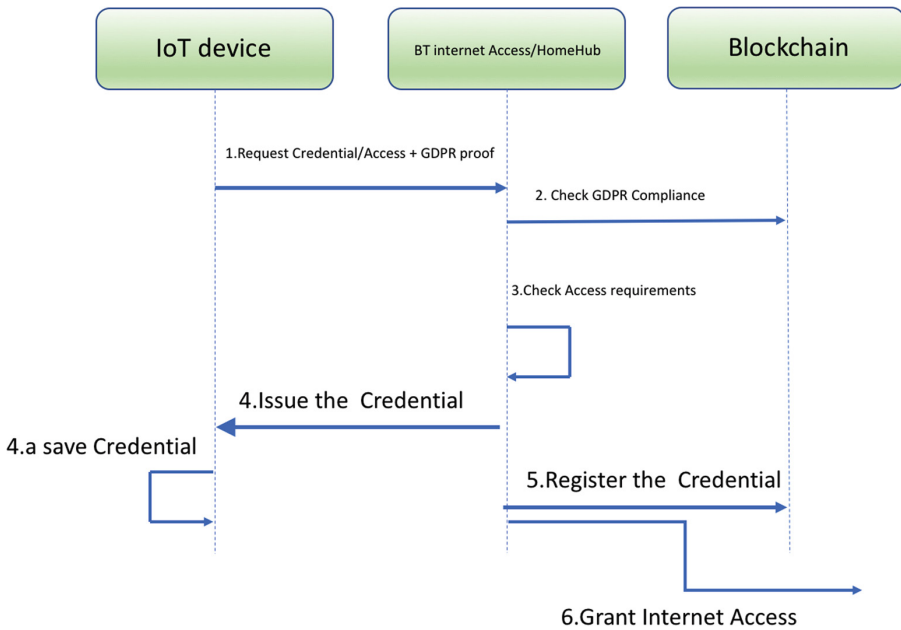 IoT device
BT internet Access/HomeHub
Blockchain
1.Request Credential/Access + GDPR proof
2. Check GDPR Compliance
3.Check Access requirements
4.Issue the Credential
4.a save Credential
5.Register the Credential
6.Grant Internet Access